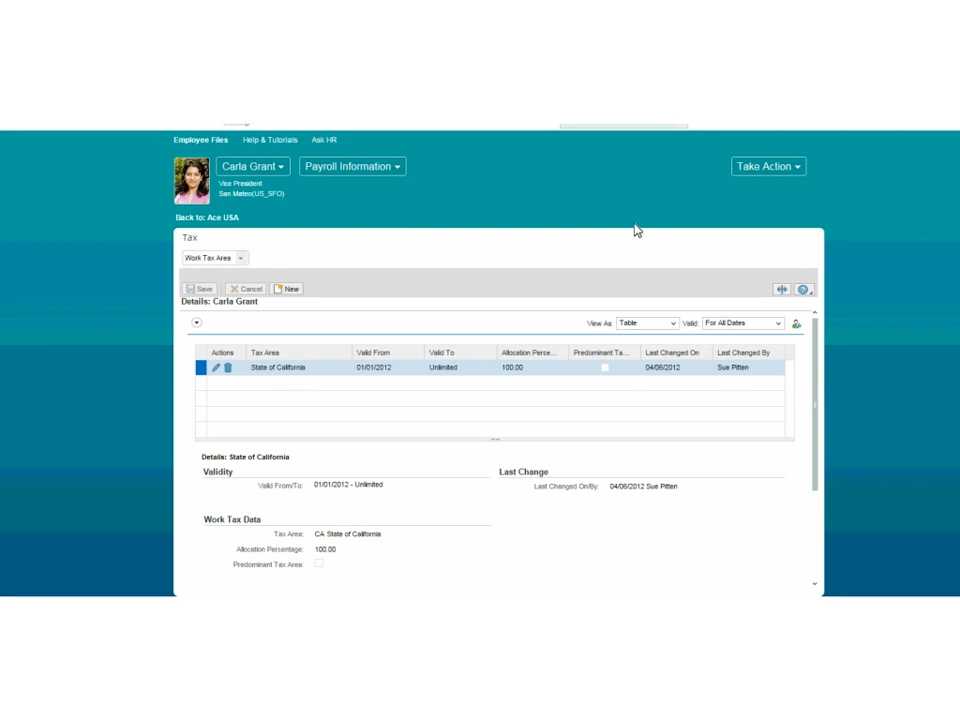 Employee Files Help & Tutorials Ask HR
Carla Grant Payroll Information Take Action
Vice President
San Mateo(US_SFO)
Back to: Ace USA
Tax
Work Tax Area
Save Cancel New
Details: Carla Grant
View As: Table Valid: For All Dates
Actions Tax Area Valid From Valid To Allocation Perce... Predominant Ta... Last Changed On Last Changed By
State of California 01/01/2012 Unlimited 100.00 04/06/2012 Sue Pitten
Details: State of California
Validity Last Change
Valid From/To: 01/01/2012 - Unlimited Last Changed On/By: 04/06/2012 Sue Pitten
Work Tax Data
Tax Area: CA State of California
Allocation Percentage: 100.00
Predominant Tax Area: